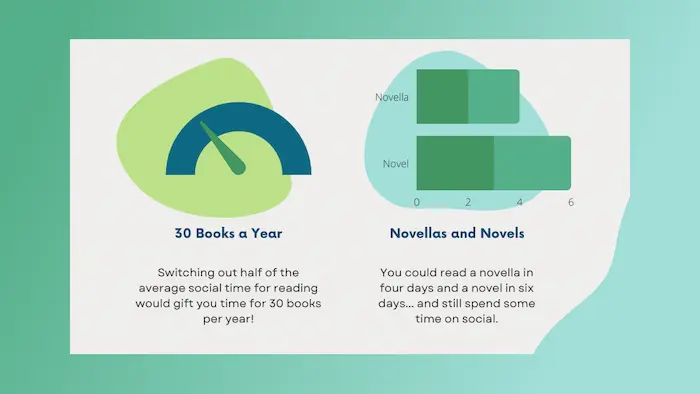 30 Books a Year
Switching out half of the
average social time for reading
would gift you time for 30 books
per year!
Novella
Novel
0 2 4 6
Novellas and Novels
You could read a novella in
four days and a novel in six
days... and still spend some
time on social.